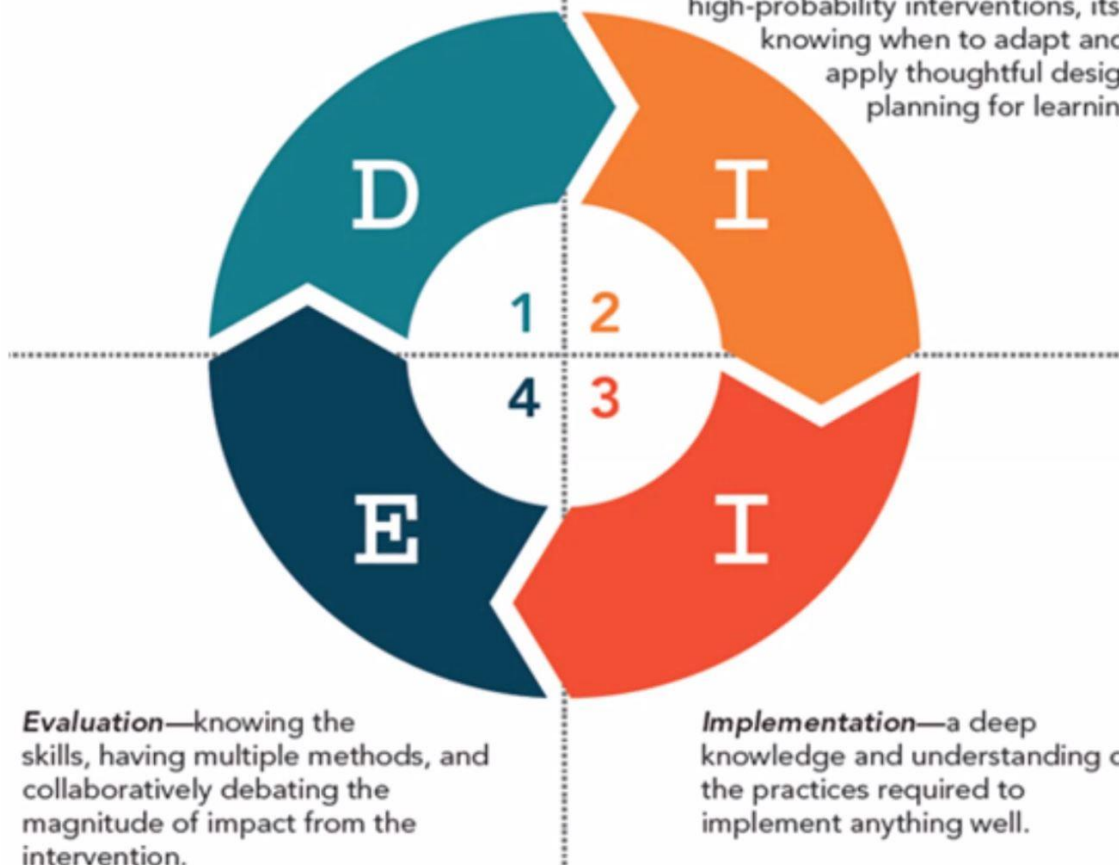 high-probability interventions, its
knowing when to adapt and
apply thoughtful desig
planning for learnin
D
I
1
2
4
3
E
I
Evaluation—knowing the
skills, having multiple methods, and
collaboratively debating the
magnitude of impact from the
intervention.
Implementation—a deep
knowledge and understanding
the practices required to
implement anything well.